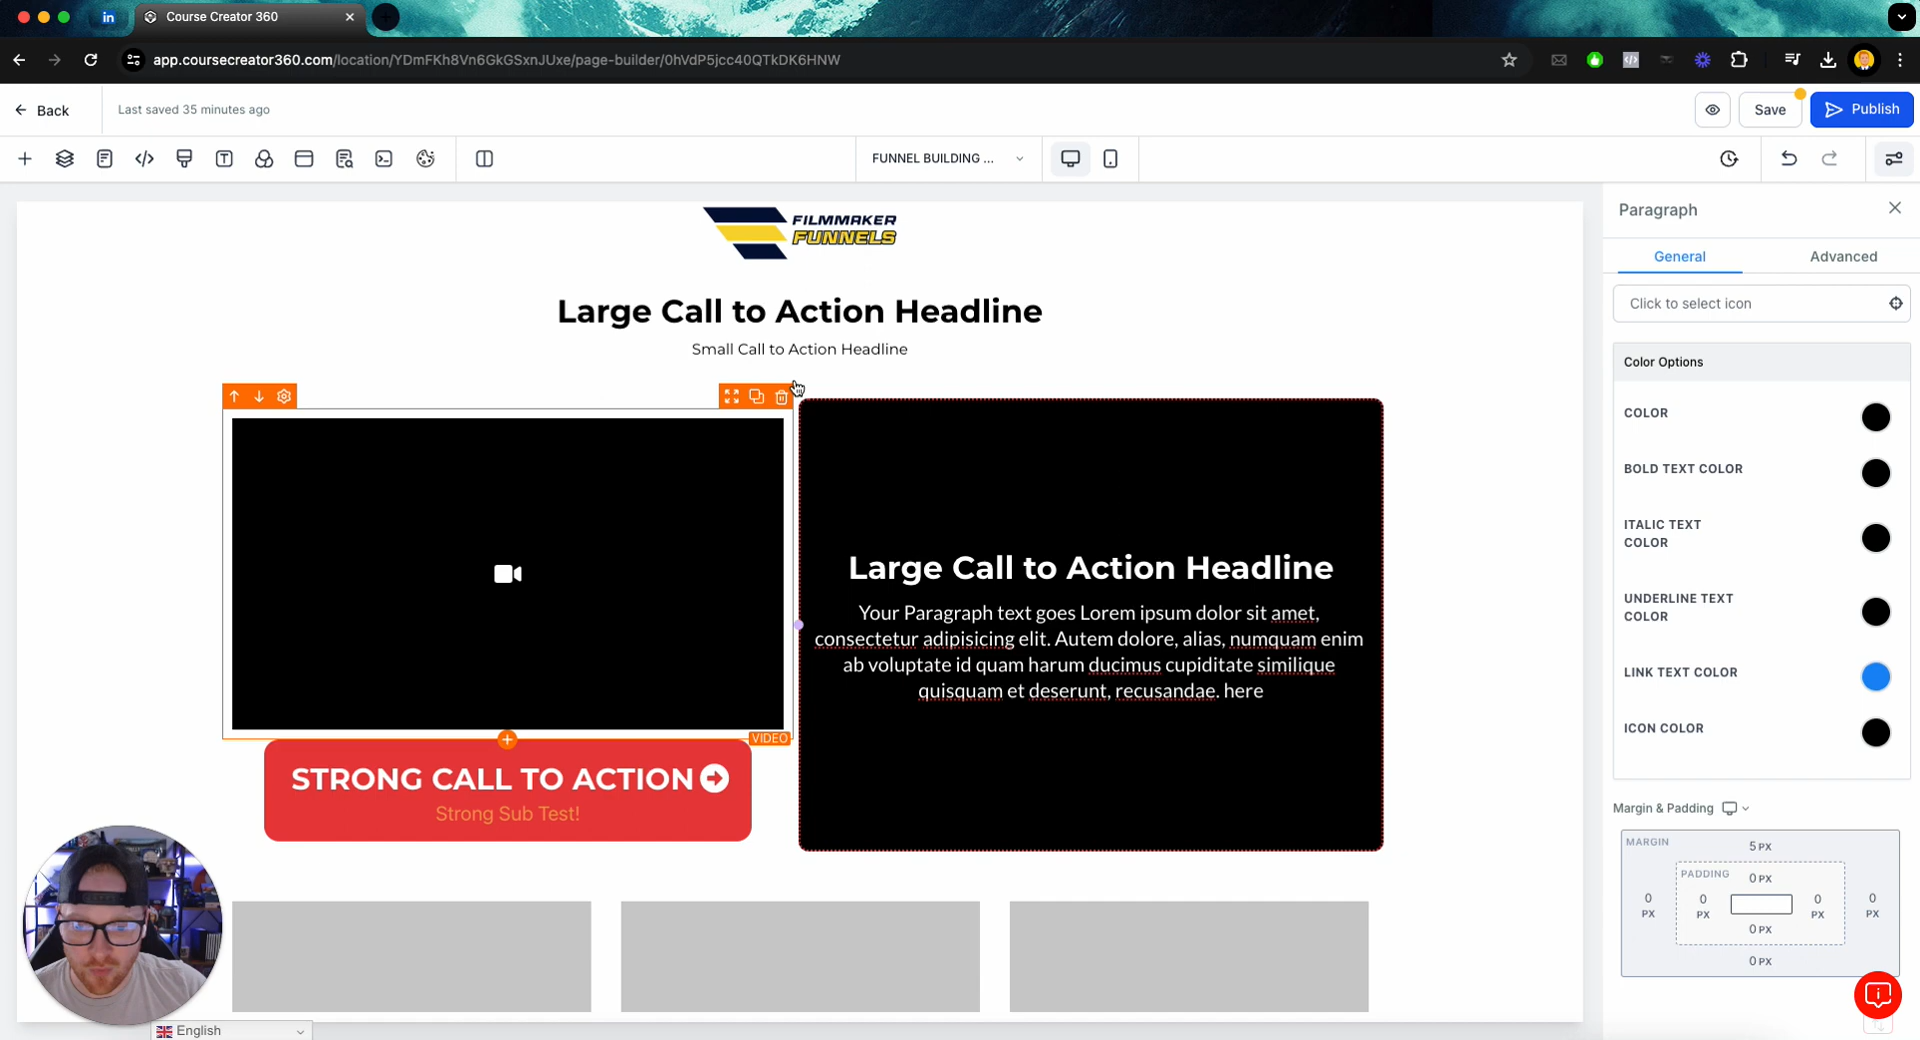 Course Creator 360
app.coursecreator360.com/location/YDmFKh8Vn6GkGSxnJUxe/page-builder/0hVdP5jcc40QTkDK6HNW
Back
Last saved 35 minutes ago
Save
Publish
FUNNEL BUILDING ...
FILMMAKER
FUNNELS
Large Call to Action Headline
Small Call to Action Headline
VIDEO
STRONG CALL TO ACTION
Strong Sub Test!
Large Call to Action Headline
Your Paragraph text goes Lorem ipsum dolor sit amet,
consectetur adipisicing elit. Autem dolore, alias, numquam enim
ab voluptate id quam harum ducimus cupiditate similique
quisquam et deserunt, recusandae. here
English
Paragraph
General
Advanced
Click to select icon
Color Options
COLOR
BOLD TEXT COLOR
ITALIC TEXT
COLOR
UNDERLINE TEXT
COLOR
LINK TEXT COLOR
ICON COLOR
Margin & Padding
MARGIN
5 PX
PADDING
0 PX
0 PX
0 PX
0 PX
0 PX
0 PX
0 PX